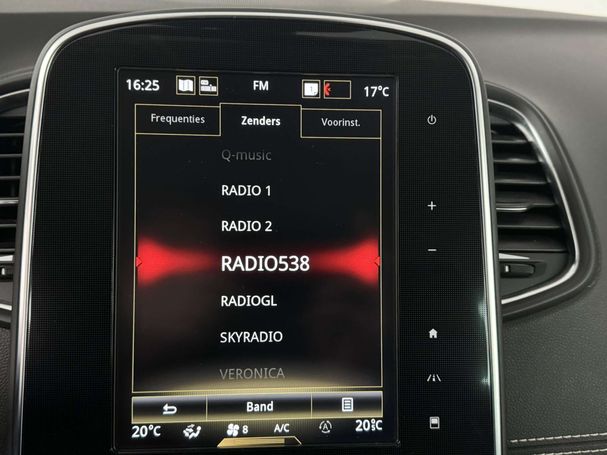 16:25 FM 17°C
Frequenties Zenders Voorinst.
Q-music
RADIO 1
RADIO 2
RADIO538
RADIOGL
SKYRADIO
VERONICA
Band
20°C 8 A/C A 20°C